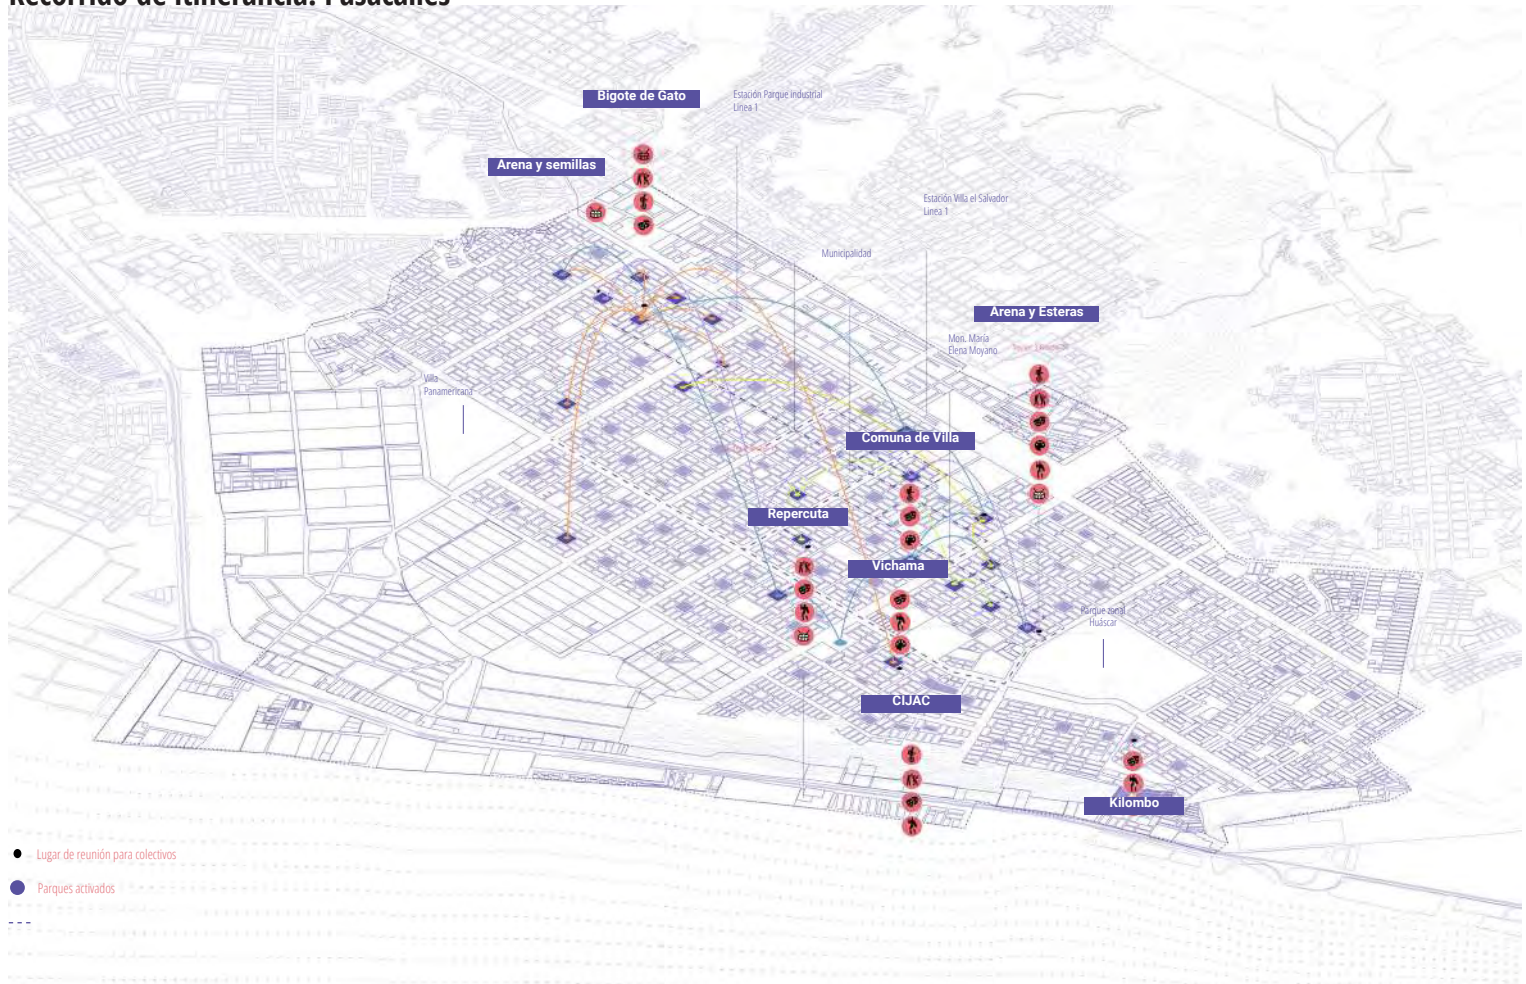 Recorrido de Itinerancia: Pasacalles
Bigote de Gato
Estación Parque Industrial
Linea 1
Arena y semillas
Estación Villa el Salvador
Linea 1
Municipalidad
Arena y Esteras
Mon. María
Elena Moyano
Villa
Panamericana
Comuna de Villa
Repercuta
Vichama
Parque zonal
Huáscar
CIJAC
Kilombo
Lugar de reunión para colectivos
Parques activados